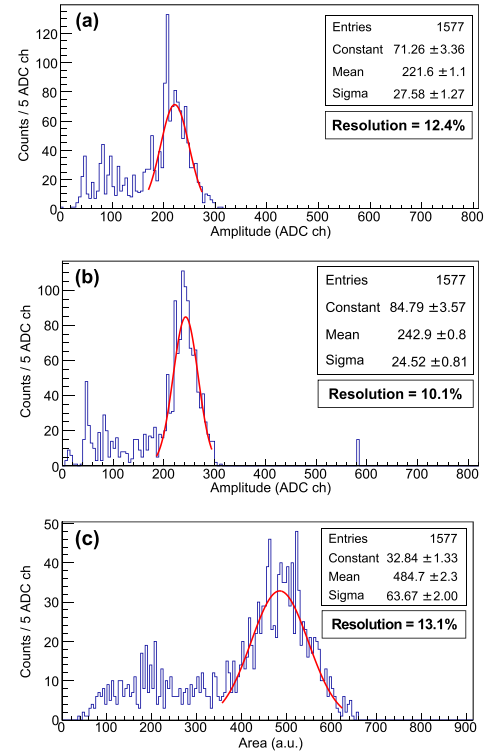 (a)
Entries 1577
Constant 71.26 ±3.36
Mean 221.6 ±1.1
Sigma 27.58 ±1.27
Resolution = 12.4%
Counts / 5 ADC ch
120
100
80
60
40
20
0
0 100 200 300 400 500 600 700 800
Amplitude (ADC ch)
(b)
Entries 1577
Constant 84.79 ±3.57
Mean 242.9 ±0.8
Sigma 24.52 ±0.81
Resolution = 10.1%
Counts / 5 ADC ch
100
80
60
40
20
0
0 100 200 300 400 500 600 700 800
Amplitude (ADC ch)
(c)
Entries 1577
Constant 32.84 ±1.33
Mean 484.7 ±2.3
Sigma 63.67 ±2.00
Resolution = 13.1%
Counts / 5 ADC ch
50
40
30
20
10
0
0 100 200 300 400 500 600 700 800 900
Area (a.u.)